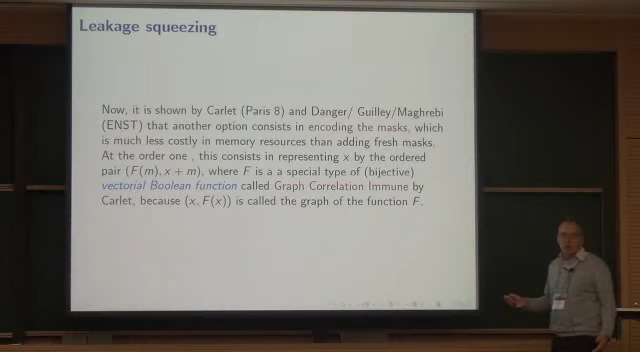 Leakage squeezing
Now, it is shown by Carlet (Paris 8) and Danger/ Guilley/Maghrebi
(ENST) that another option consists in encoding the masks, which
is much less costly in memory resources than adding fresh masks.
At the order one , this consists in representing x by the ordered
pair (F(m), x + m), where F is a a special type of (bijective)
vectorial Boolean function called Graph Correlation Immune by
Carlet, because (x, F(x)) is called the graph of the function F.